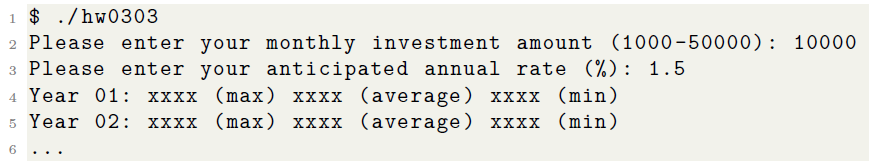 1 $ ./hw0303
2 Please enter your monthly investment amount (1000-50000): 10000
3 Please enter your anticipated annual rate (%): 1.5
4 Year 01: xxxx (max) xxxx (average) xxxx (min)
5 Year 02: xxxx (max) xxxx (average) xxxx (min)
6 ...